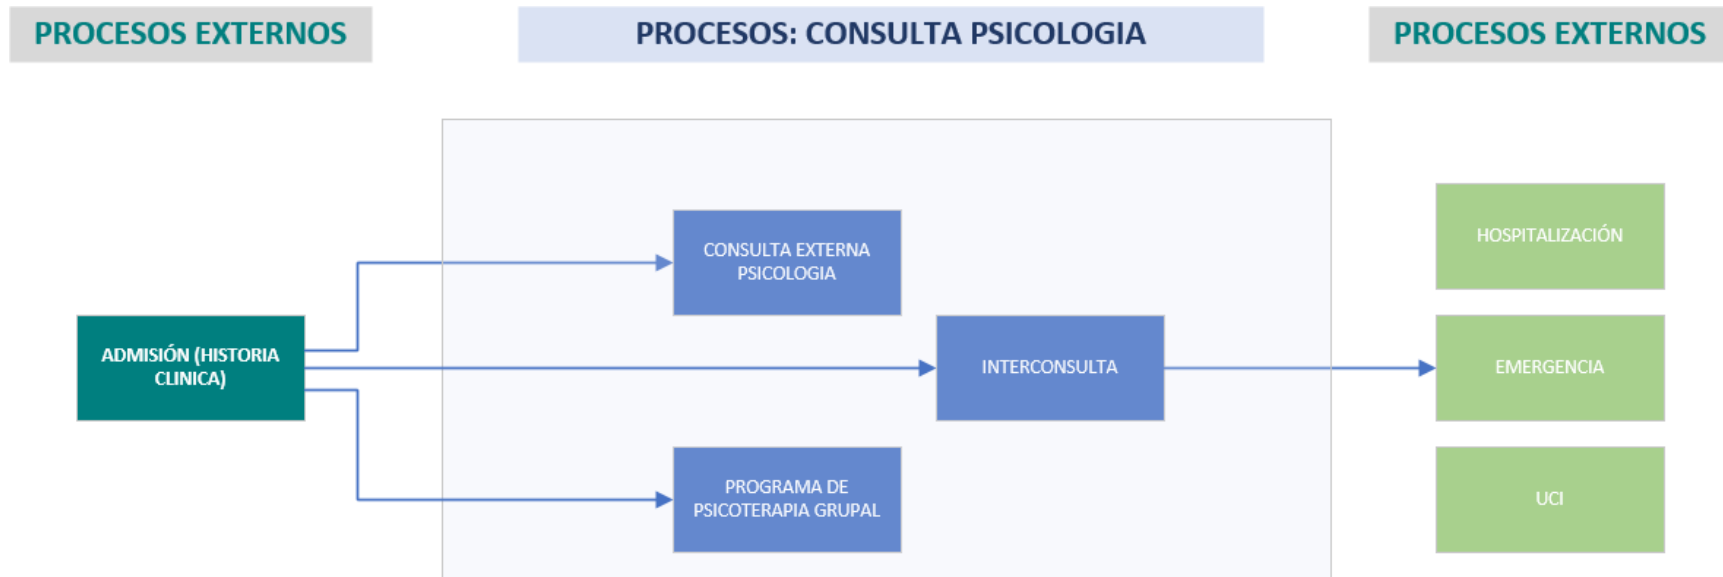 PROCESOS EXTERNOS
PROCESOS: CONSULTA PSICOLOGIA
PROCESOS EXTERNOS
ADMISIÓN (HISTORIA
CLINICA)
CONSULTA EXTERNA
PSICOLOGIA
INTERCONSULTA
PROGRAMA DE
PSICOTERAPIA GRUPAL
HOSPITALIZACIÓN
EMERGENCIA
UCI